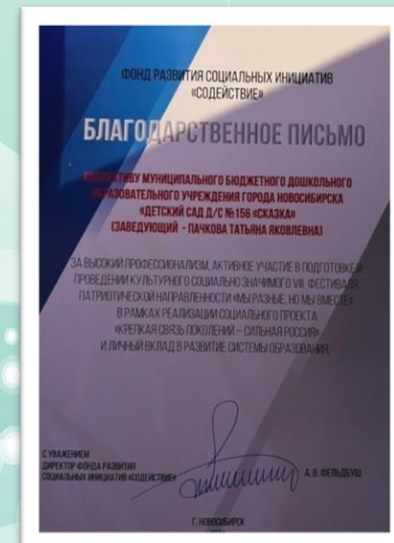 ФОНД РАЗВИТИЯ СОЦИАЛЬНЫХ ИНИЦИАТИВ
«СОДЕЙСТВИЕ»
БЛАГОДАРСТВЕННОЕ ПИСЬМО
КОЛЛЕКТИВУ МУНИЦИПАЛЬНОГО БЮДЖЕТНОГО ДОШКОЛЬНОГО
ОБРАЗОВАТЕЛЬНОГО УЧРЕЖДЕНИЯ ГОРОДА НОВОСИБИРСКА
«ДЕТСКИЙ САД Д/С №156 «СКАЗКА»
(ЗАВЕДУЮЩИЙ - ПАЧКОВА ТАТЬЯНА ЯКОВЛЕВНА)
ЗА ВЫСОКИЙ ПРОФЕССИОНАЛИЗМ, АКТИВНОЕ УЧАСТИЕ В ПОДГОТОВКЕ И
ПРОВЕДЕНИИ КУЛЬТУРНОГО СОЦИАЛЬНО ЗНАЧИМОГО VIII ФЕСТИВАЛЯ
ПАТРИОТИЧЕСКОЙ НАПРАВЛЕННОСТИ «МЫ РАЗНЫЕ, НО МЫ ВМЕСТЕ»
В РАМКАХ РЕАЛИЗАЦИИ СОЦИАЛЬНОГО ПРОЕКТА
«КРЕПКАЯ СВЯЗЬ ПОКОЛЕНИЙ – СИЛЬНАЯ РОССИЯ»
И ЛИЧНЫЙ ВКЛАД В РАЗВИТИЕ СИСТЕМЫ ОБРАЗОВАНИЯ.
С УВАЖЕНИЕМ
ДИРЕКТОР ФОНДА РАЗВИТИЯ
СОЦИАЛЬНЫХ ИНИЦИАТИВ «СОДЕЙСТВИЕ»
А. В. ФЕЛЬДБУШ
Г. НОВОСИБИРСК